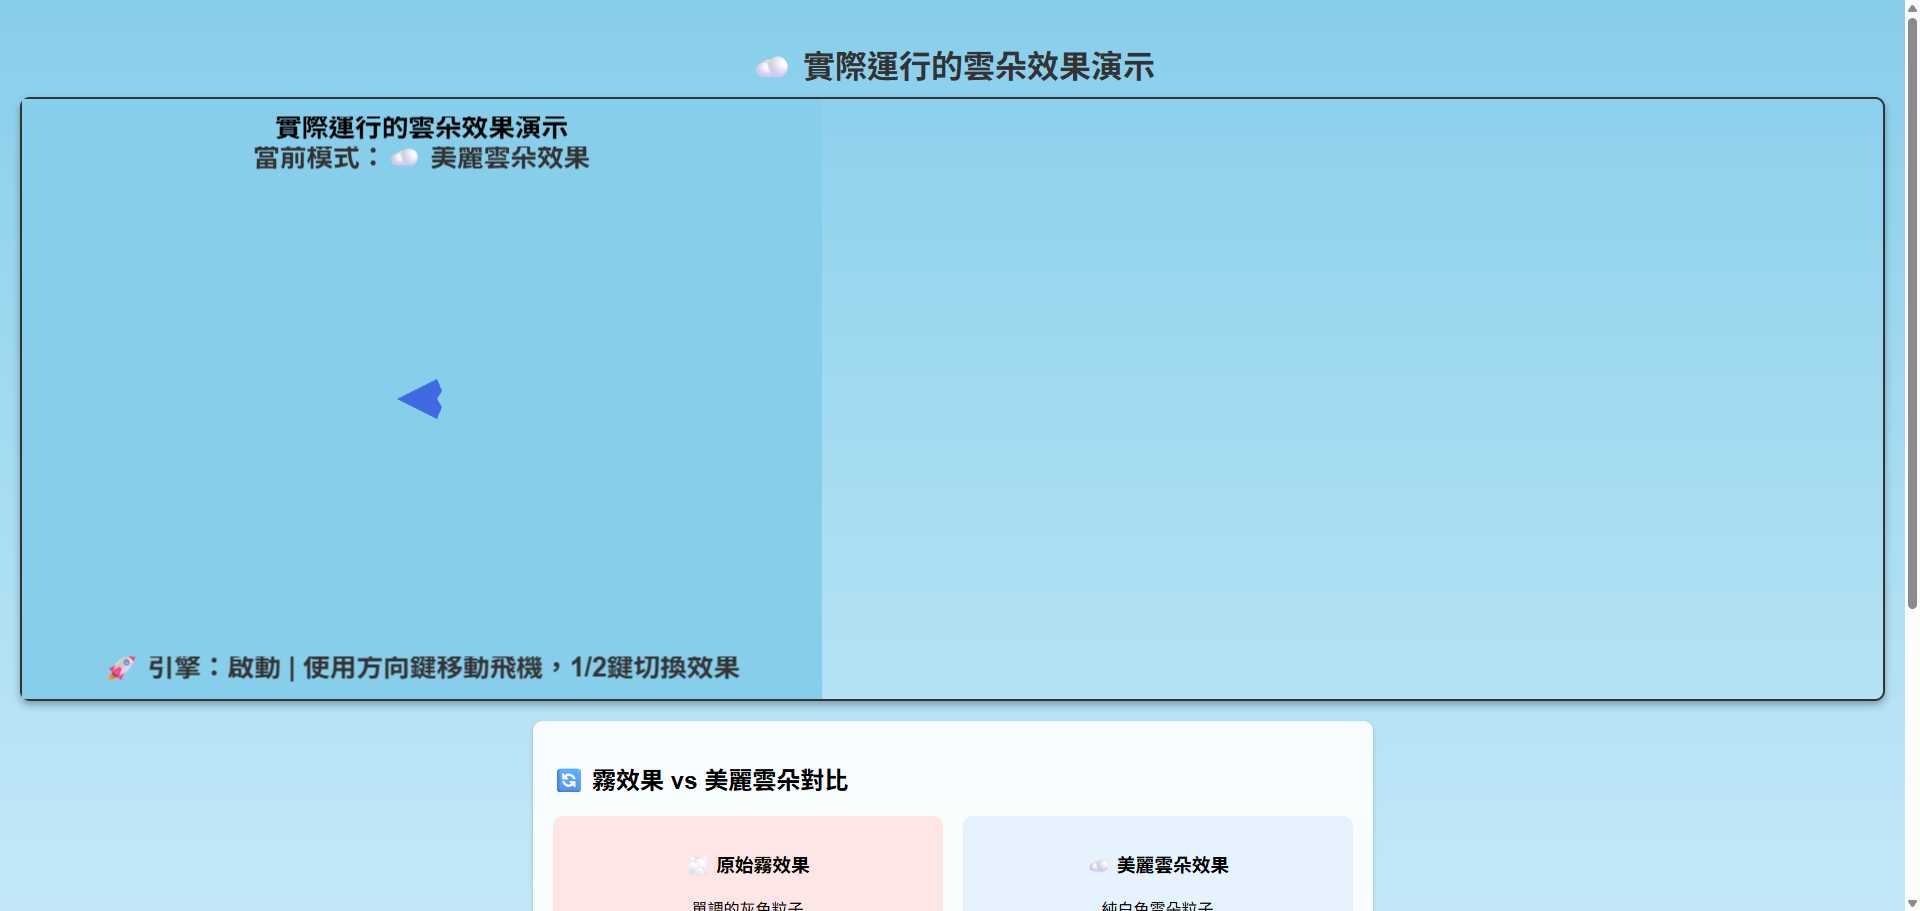 ☁️ 實際運行的雲朵效果演示
實際運行的雲朵效果演示
當前模式：☁️ 美麗雲朵效果
🚀 引擎：啟動 | 使用方向鍵移動飛機，1/2鍵切換效果
🔄 霧效果 vs 美麗雲朵對比
🌫️ 原始霧效果
☁️ 美麗雲朵效果
單調的灰色粒子
純白色雲朵粒子